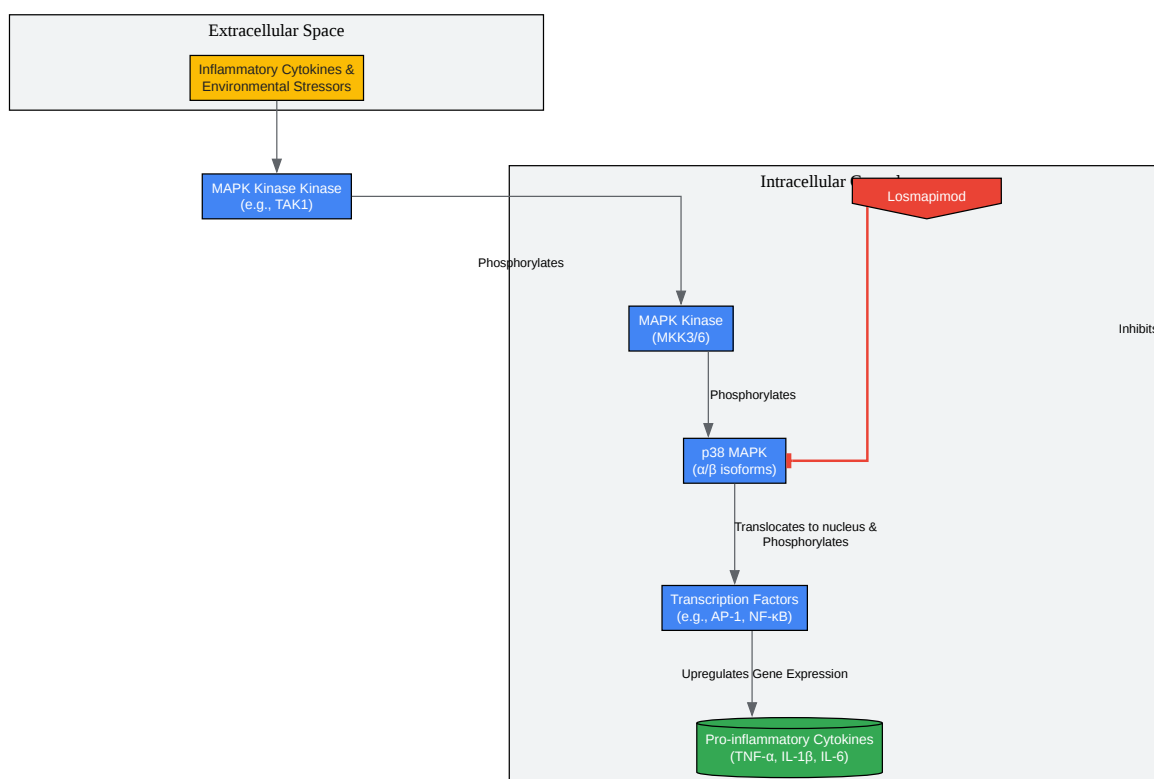 Extracellular Space
Inflammatory Cytokines &
Environmental Stressors
MAPK Kinase Kinase
(e.g., TAK1)
Intracellular
Losmapimod
Phosphorylates
MAPK Kinase
(MKK3/6)
Inhibits
Phosphorylates
p38 MAPK
(α/β isoforms)
Translocates to nucleus &
Phosphorylates
Transcription Factors
(e.g., AP-1, NF-κB)
Upregulates Gene Expression
Pro-inflammatory Cytokines
(TNF-α, IL-1β, IL-6)